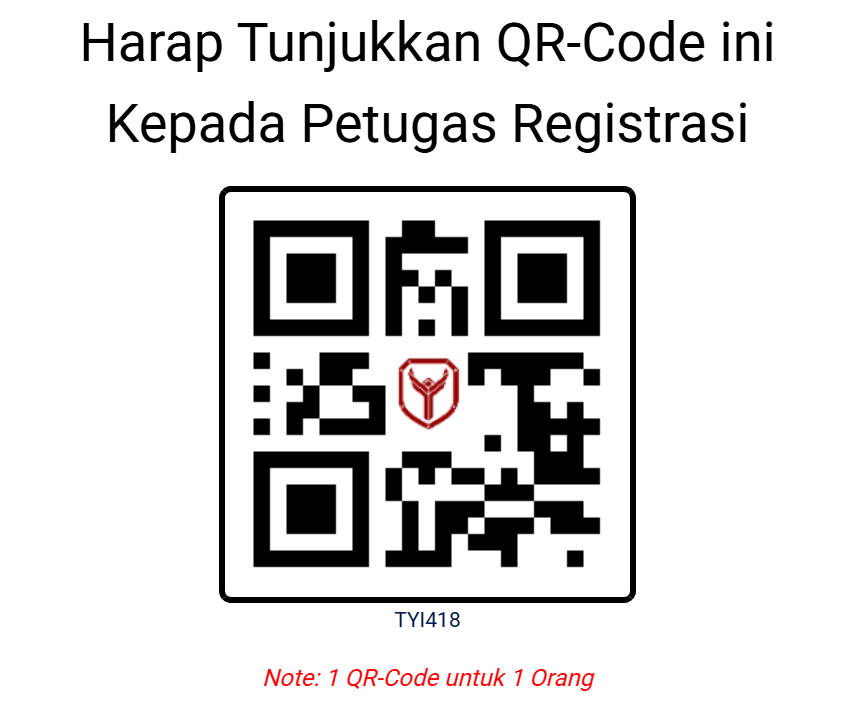 Harap Tunjukkan QR-Code ini
Kepada Petugas Registrasi
TYI418
Note: 1 QR-Code untuk 1 Orang